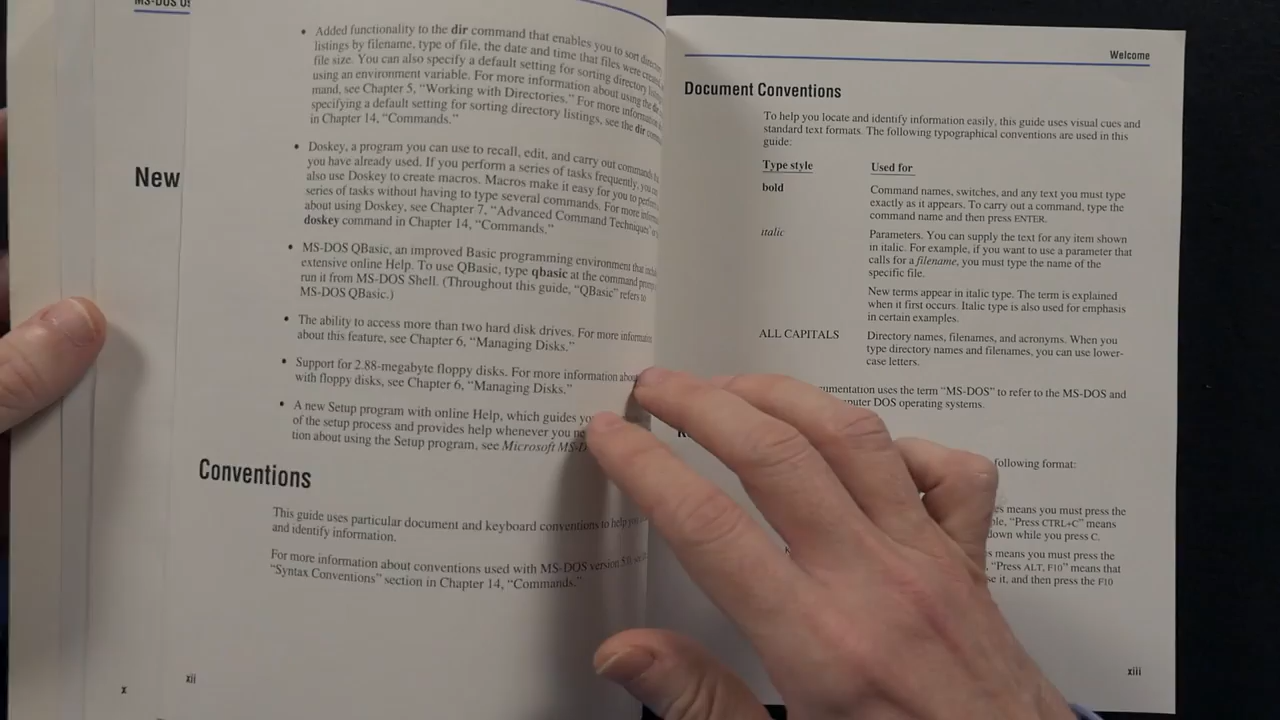 New
x
• Added functionality to the dir command that enables you to sort
listings by filename, type of file, the date and time that files were
file size. You can also specify a default setting for sorting directory
using an environment variable. For more information about using the
mand, see Chapter 5, “Working with Directories.” For more
specifying a default setting for sorting directory listings, see the dir
in Chapter 14, “Commands.”
• Doskey, a program you can use to recall, edit, and carry out
you have already used. If you perform a series of tasks frequently,
also use Doskey to create macros. Macros make it easy for you to
series of tasks without having to type several commands. For more
about using Doskey, see Chapter 7, “Advanced Command Techniques”
doskey command in Chapter 14, “Commands.”
• MS-DOS QBasic, an improved Basic programming environment that
extensive online Help. To use QBasic, type qbasic at the command
run it from MS-DOS Shell. (Throughout this guide, “QBasic” refers to
MS-DOS QBasic.)
• The ability to access more than two hard disk drives. For more
about this feature, see Chapter 6, “Managing Disks.”
• Support for 2.88-megabyte floppy disks. For more information about
with floppy disks, see Chapter 6, “Managing Disks.”
• A new Setup program with online Help, which guides
of the setup process and provides help whenever you
tion about using the Setup program, see Microsoft
Conventions
This guide uses particular document and keyboard conventions to help
and identify information.
For more information about conventions used with MS-DOS version
“Syntax Conventions” section in Chapter 14, “Commands.”
xii
Welcome
Document Conventions
To help you locate and identify information easily, this guide uses visual cues and
standard text formats. The following typographical conventions are used in this
guide:
Type style Used for
bold Command names, switches, and any text you must type
exactly as it appears. To carry out a command, type the
command name and then press ENTER.
italic Parameters. You can supply the text for any item shown
in italic. For example, if you want to use a parameter that
calls for a filename, you must type the name of the
specific file.
New terms appear in italic type. The term is explained
when it first occurs. Italic type is also used for emphasis
in certain examples.
ALL CAPITALS Directory names, filenames, and acronyms. When you
type directory names and filenames, you can use lower-
case letters.
uses the term “MS-DOS” to refer to the MS-DOS and
DOS operating systems.
following format:
means you must press the
“Press CTRL+C” means
down while you press C.
means you must press the
“Press ALT, F10” means that
it, and then press the F10
xiii